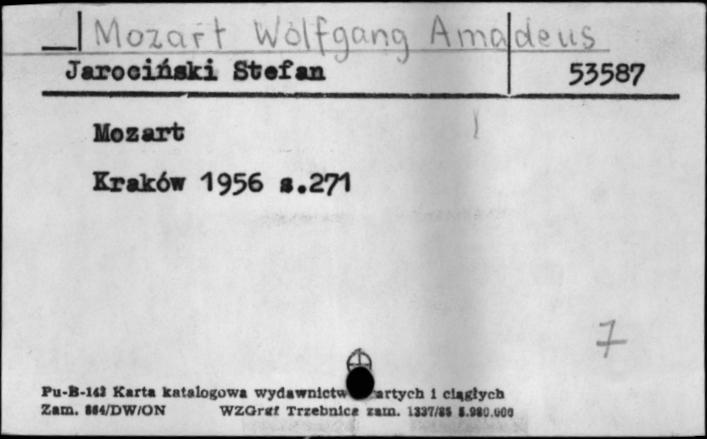 Mozart Wolfgang Amadeus
Jarociński Stefan 53587
Mozart
Kraków 1956 s.271
7
Pu-B-142 Karta katalogowa wydawnictw artych i ciągłych
Zam. 864/DW/ON WZGraf Trzebnica zam. 1337/85 5.980.000